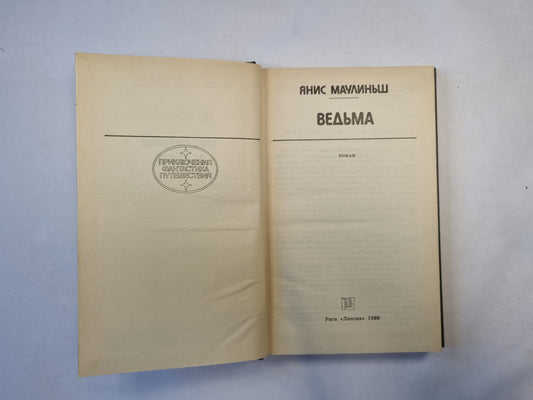 ПРИКЛЮЧЕНИЯ
ФАНТАСТИКА
ПУТЕШЕСТВИЯ
ЯНИС МАУЛИНЬШ
ВЕДЬМА
РОМАН
Рига «Лиесма» 1990